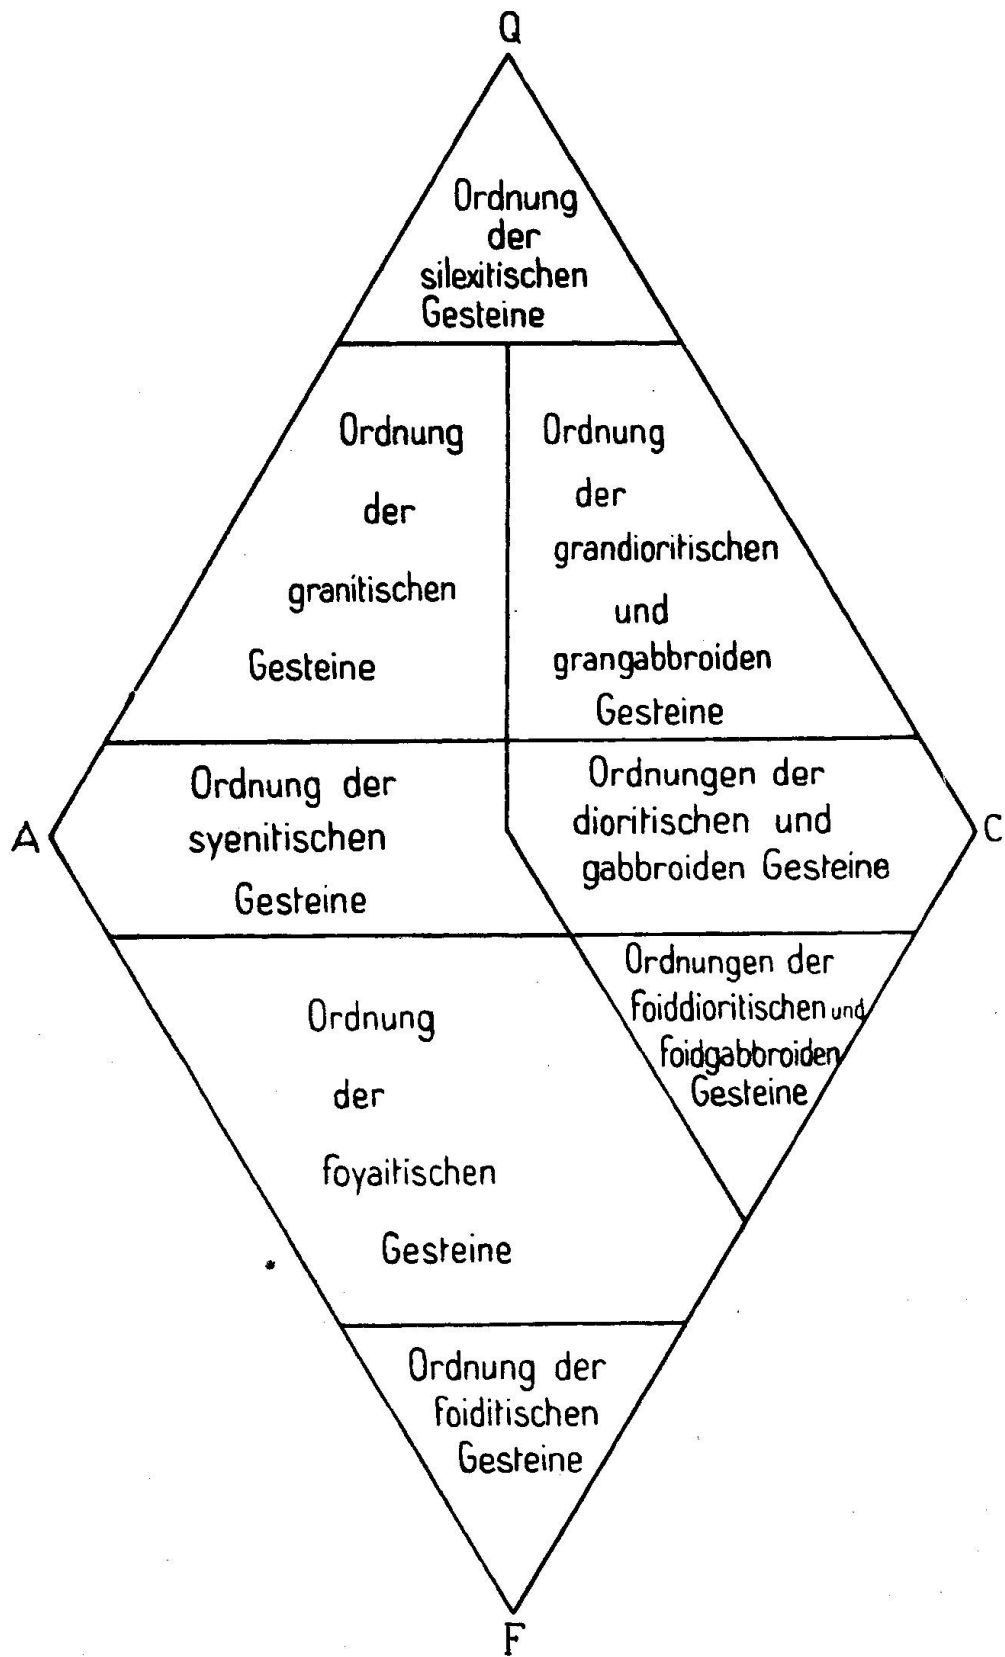 Q
Ordnung
der
silexitischen
Gesteine
Ordnung
der
granitischen
Gesteine
Ordnung
der
grandioritischen
und
grangabbroiden
Gesteine
A
Ordnung der
syenitischen
Gesteine
Ordnungen der
dioritischen und
gabbroiden Gesteine
C
Ordnung
der
foyaitischen
Gesteine
Ordnungen der
foiddioritischen und
foidgabbroiden
Gesteine
Ordnung der
foiditischen
Gesteine
F